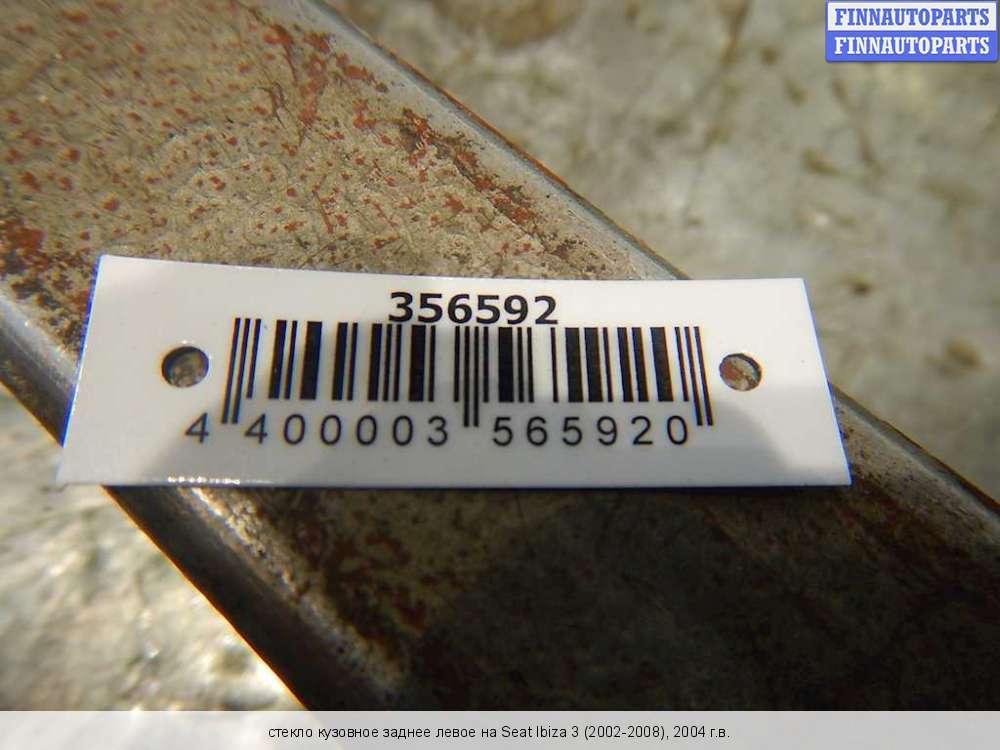 FINNAUTOPARTS
FINNAUTOPARTS
356592
4 400003 565920
стекло кузовное заднее левое на Seat Ibiza 3 (2002-2008), 2004 г.в.